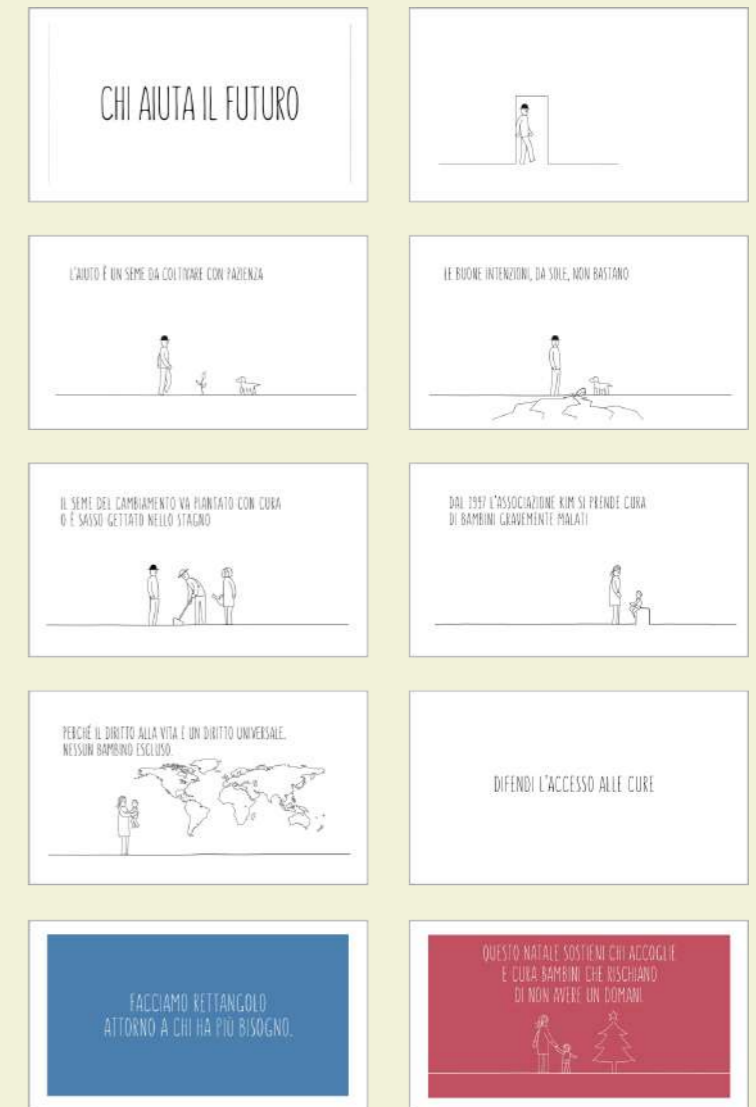 CHI AIUTA IL FUTURO
L'AIUTO È UN SEME DA COLTIVARE CON PAZIENZA
LE BUONE INTENZIONI, DA SOLE, NON BASTANO
IL SEME DEL CAMBIAMENTO VA PIANTATO CON CURA
O È SASSO GETTATO NELLO STAGNO
DAL 1997 L'ASSOCIAZIONE KIM SI PRENDE CURA
DI BAMBINI GRAVEMENTE MALATI
PERCHÉ IL DIRITTO ALLA VITA È UN DIRITTO UNIVERSALE.
NESSUN BAMBINO ESCLUSO.
DIFENDI L'ACCESSO ALLE CURE
FACCIAMO RETTANGOLO
ATTORNO A CHI HA PIÙ BISOGNO.
QUESTO NATALE SOSTIENI CHI ACCOGLIE
E CURA BAMBINI CHE RISCHIANO
DI NON AVERE UN DOMANI